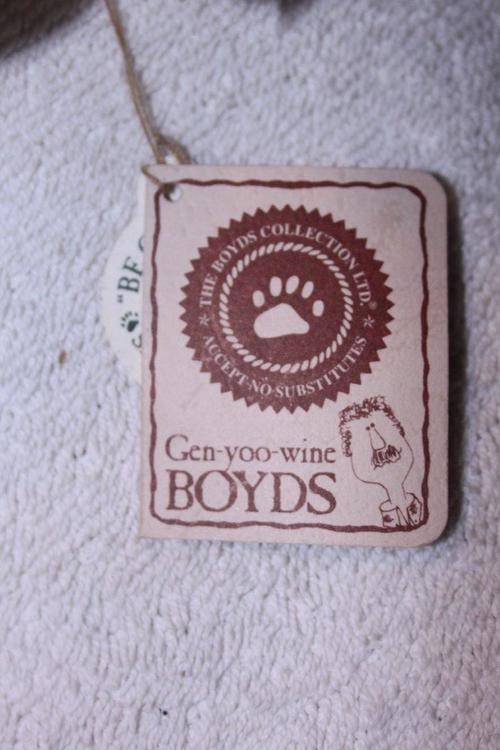 THE BOYDS COLLECTION LTD.
ACCEPT NO SUBSTITUTES
Gen-yoo-wine
BOYDS
"BE